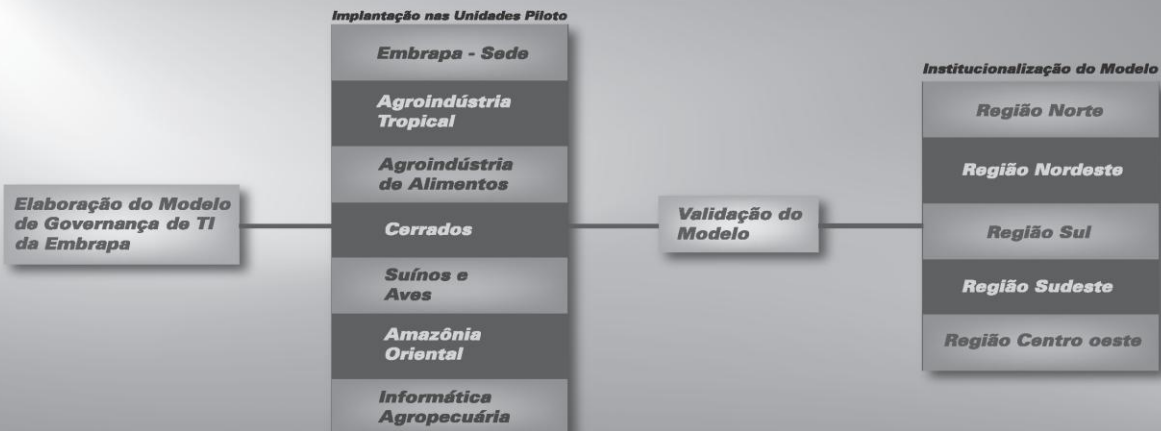 Elaboração do Modelo
de Governança de TI
da Embrapa
Implantação nas Unidades Piloto
Embrapa - Sede
Agroindústria
Tropical
Agroindústria
de Alimentos
Cerrados
Suínos e
Aves
Amazônia
Oriental
Informática
Agropecuária
Validação do
Modelo
Institucionalização do Modelo
Região Norte
Região Nordeste
Região Sul
Região Sudeste
Região Centro oeste